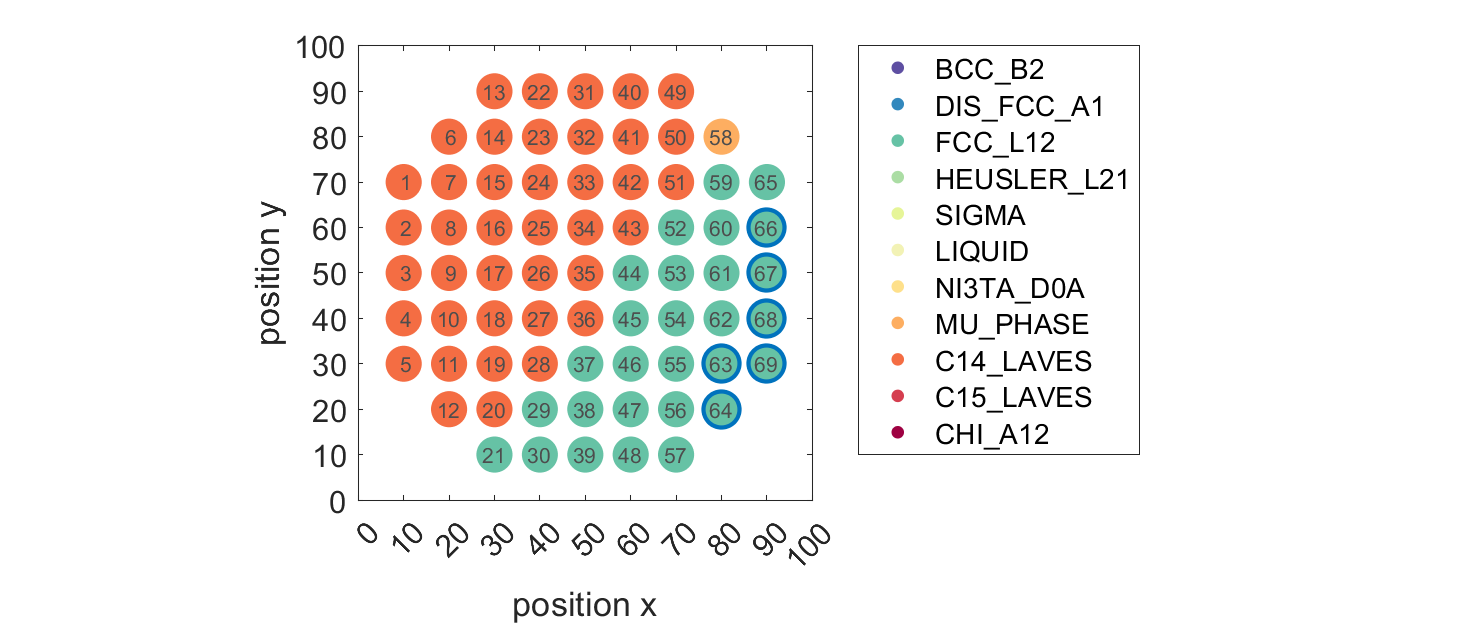 100
90
80
70
60
50
40
30
20
10
0
position y
13 22 31 40 49
6 14 23 32 41 50 58
1 7 15 24 33 42 51 59 65
2 8 16 25 34 43 52 60 66
3 9 17 26 35 44 53 61 67
4 10 18 27 36 45 54 62 68
5 11 19 28 37 46 55 63 69
12 20 29 38 47 56 64
21 30 39 48 57
0 10 20 30 40 50 60 70 80 90 100
position x
BCC_B2
DIS_FCC_A1
FCC_L12
HEUSLER_L21
SIGMA
LIQUID
NI3TA_D0A
MU_PHASE
C14_LAVES
C15_LAVES
CHI_A12